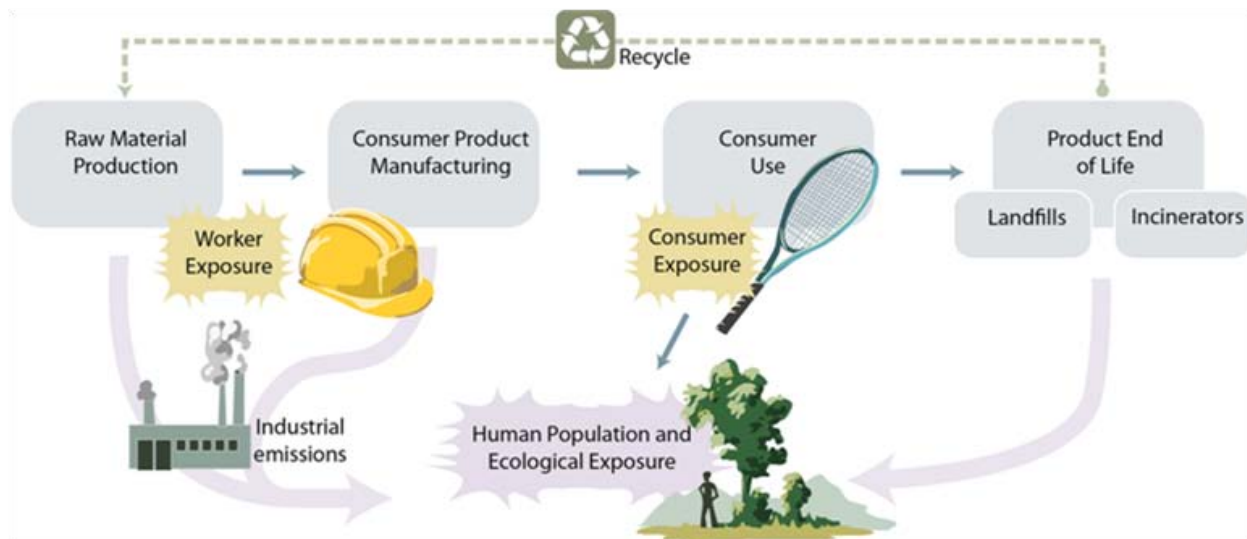 Recycle
Raw Material
Production
Consumer Product
Manufacturing
Consumer
Use
Product End
of Life
Landfills
Incinerators
Worker
Exposure
Consumer
Exposure
Industrial
emissions
Human Population and
Ecological Exposure